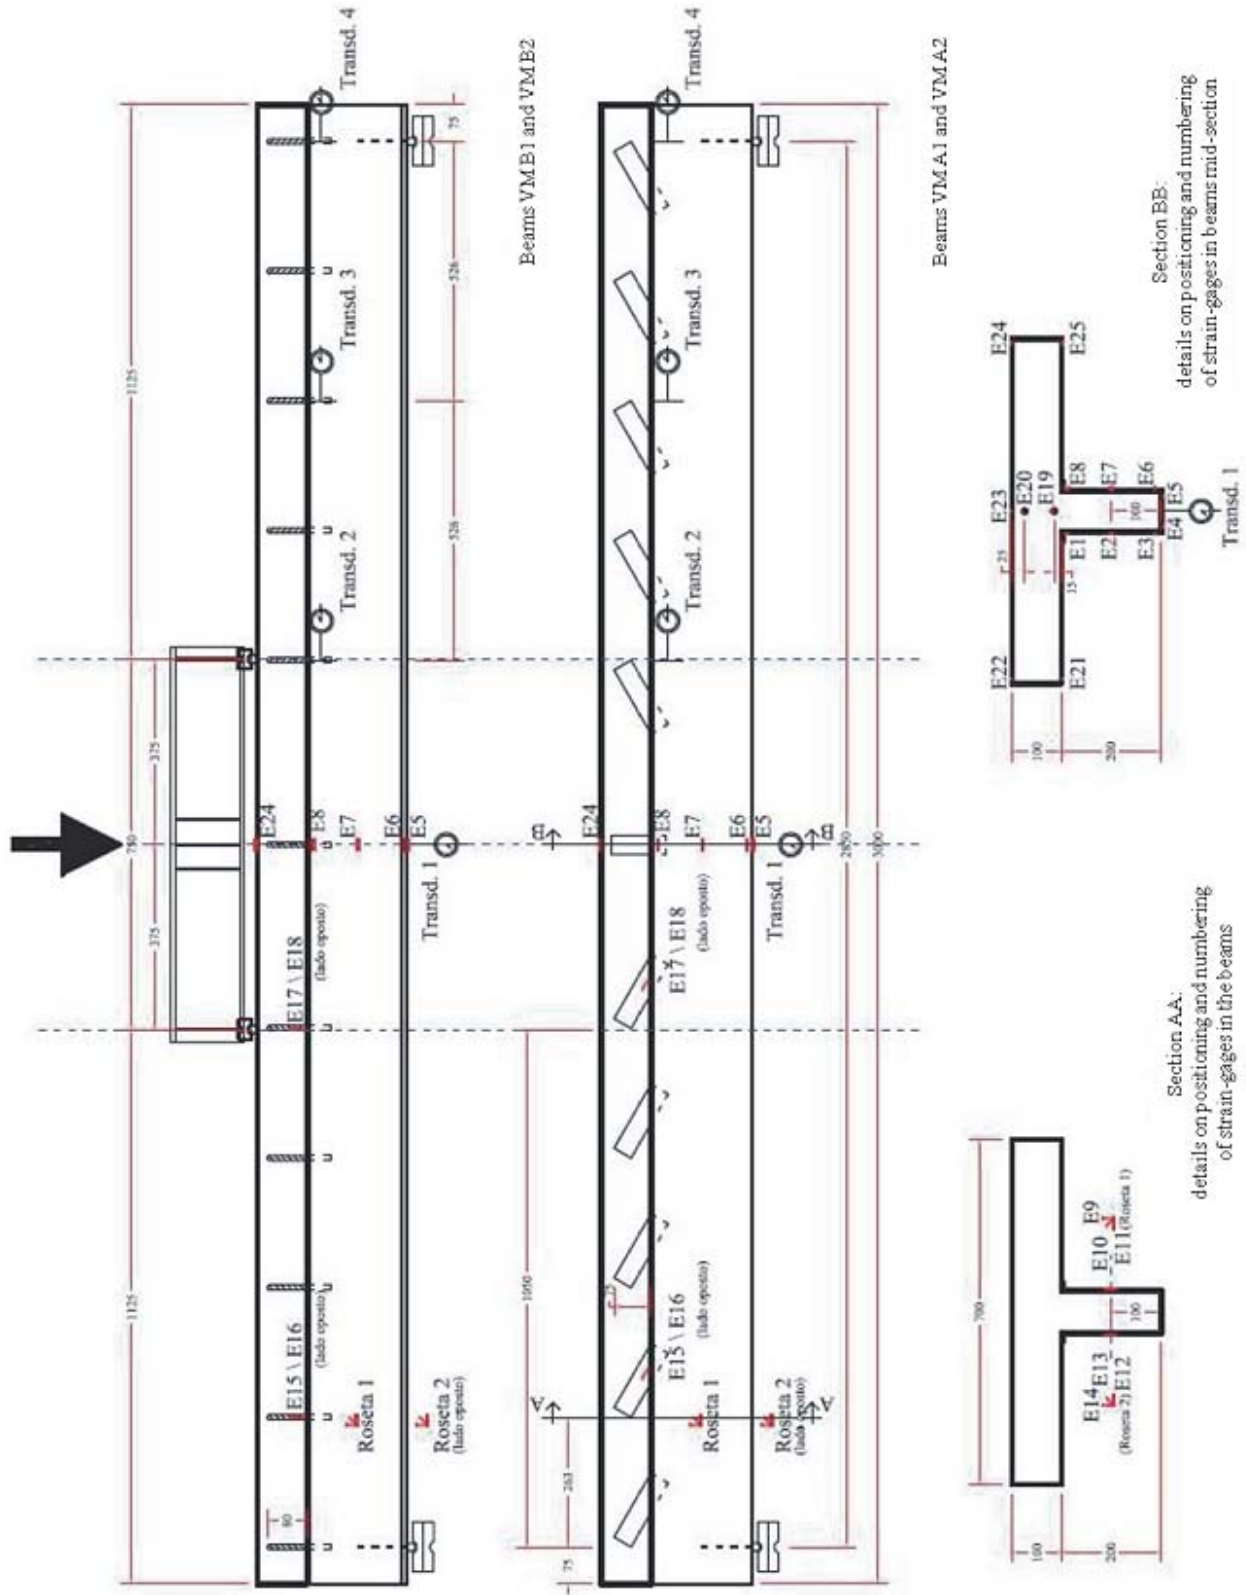 1125
750
1125
375
375
E24
E8
E7
E6
E5
E15 \ E16
(lado oposto)
E17 \ E18
(lado oposto)
Roseta 1
Roseta 2
(lado oposto)
Transd. 1
Transd. 2
Transd. 3
Transd. 4
526
526
75
Beams VMB1 and VMB2
75
263
1050
A
A
B
B
E24
E8
E7
E6
E5
E15 \ E16
(lado oposto)
E17 \ E18
(lado oposto)
Roseta 1
Roseta 2
(lado oposto)
Transd. 1
Transd. 2
Transd. 3
Transd. 4
2850
3000
Beams VMA1 and VMA2
100
200
700
E14
E13
E12
(Roseta 2)
E10
E9
E11(Roseta 1)
100
Section AA:
details on positioning and numbering
of strain-gages in the beams
100
200
E22
E21
25
15
E23
E20
E19
E24
E25
E1
E2
E3
E4
E8
E7
E6
E5
100
Transd. 1
Section BB:
details on positioning and numbering
of strain-gages in beams mid-section